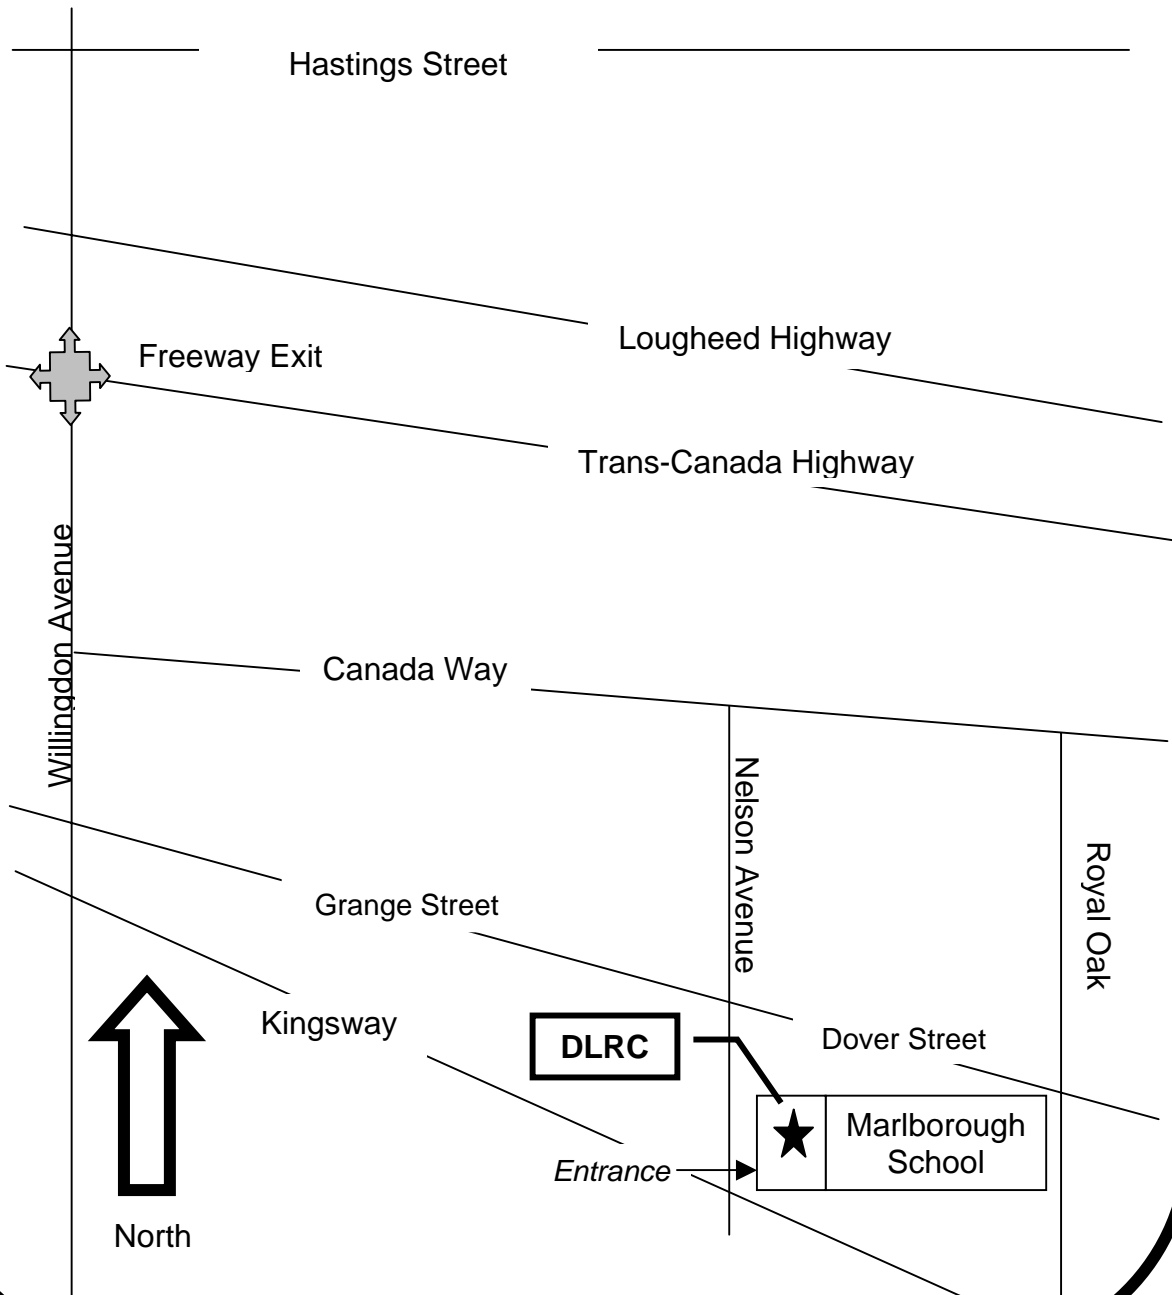 Hastings Street
Lougheed Highway
Freeway Exit
Trans-Canada Highway
Willingdon Avenue
Canada Way
Nelson Avenue
Royal Oak
Grange Street
Kingsway
DLRC
Dover Street
Marlborough
School
Entrance
North